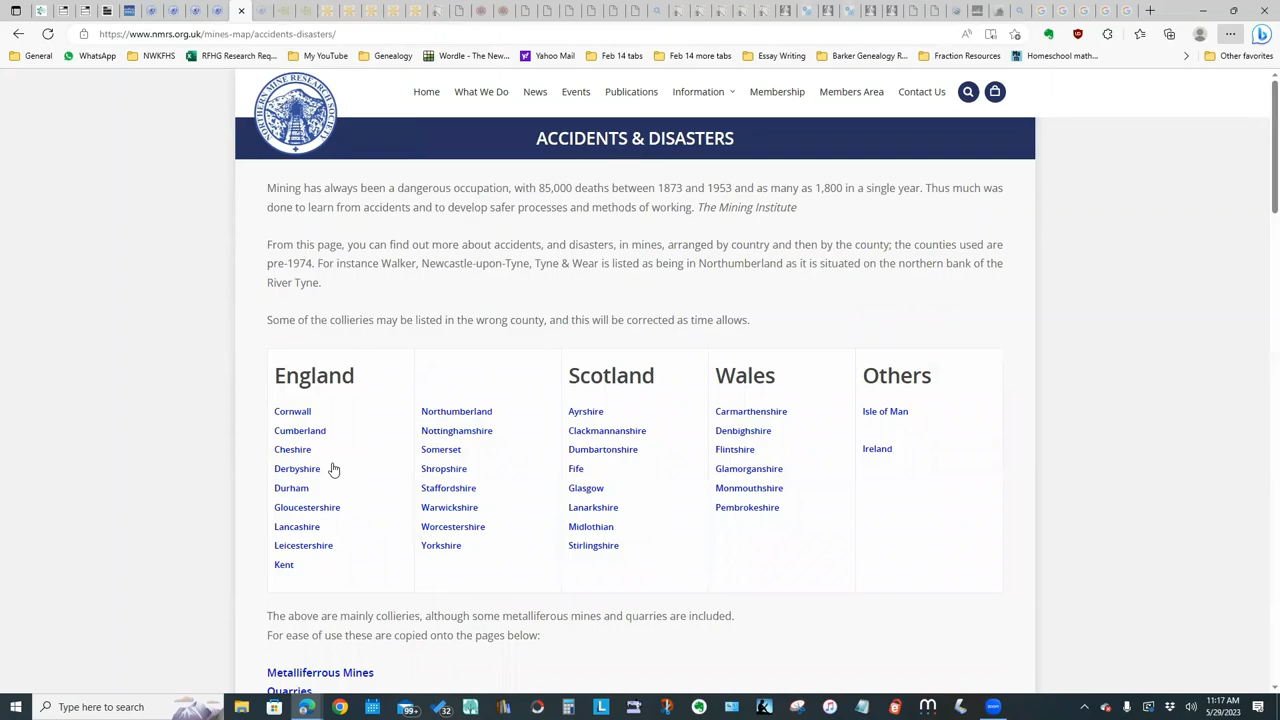 https://www.nmrs.org.uk/mines-map/accidents-disasters/
General
WhatsApp
NWKFHS
RFHG Research Req...
MyYouTube
Genealogy
Wordle - The New...
Yahoo Mail
Feb 14 tabs
Feb 14 more tabs
Essay Writing
Barker Genealogy R...
Fraction Resources
Homeschool math...
Other favorites
NORTHERN MINE RESEARCH SOCIETY
Home
What We Do
News
Events
Publications
Information
Membership
Members Area
Contact Us
ACCIDENTS & DISASTERS
Mining has always been a dangerous occupation, with 85,000 deaths between 1873 and 1953 and as many as 1,800 in a single year. Thus much was
done to learn from accidents and to develop safer processes and methods of working. The Mining Institute
From this page, you can find out more about accidents, and disasters, in mines, arranged by country and then by the county; the counties used are
pre-1974. For instance Walker, Newcastle-upon-Tyne, Tyne & Wear is listed as being in Northumberland as it is situated on the northern bank of the
River Tyne.
Some of the collieries may be listed in the wrong county, and this will be corrected as time allows.
England
Cornwall
Cumberland
Cheshire
Derbyshire
Durham
Gloucestershire
Lancashire
Leicestershire
Kent
Northumberland
Nottinghamshire
Somerset
Shropshire
Staffordshire
Warwickshire
Worcestershire
Yorkshire
Scotland
Ayrshire
Clackmannanshire
Dumbartonshire
Fife
Glasgow
Lanarkshire
Midlothian
Stirlingshire
Wales
Carmarthenshire
Denbighshire
Flintshire
Glamorganshire
Monmouthshire
Pembrokeshire
Others
Isle of Man
Ireland
The above are mainly collieries, although some metalliferous mines and quarries are included.
For ease of use these are copied onto the pages below:
Metalliferrous Mines
Quarries
Type here to search
99+
32
11:17 AM
5/29/2023